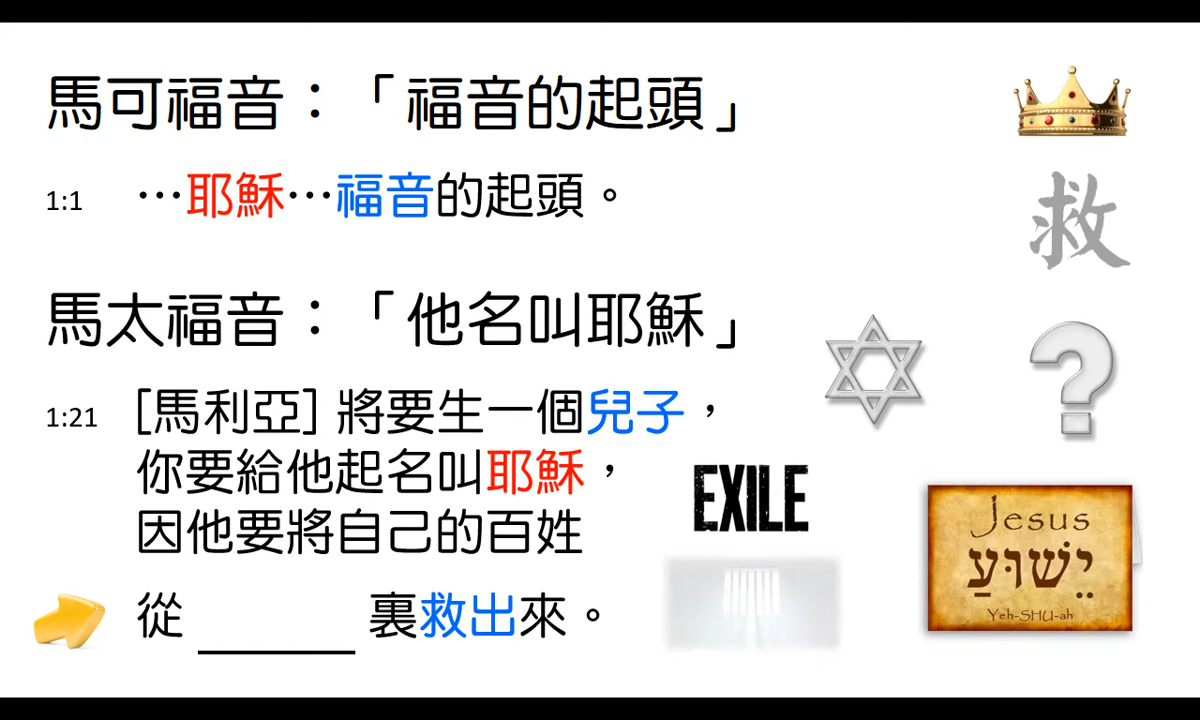 馬可福音：「福音的起頭」
1:1 …耶穌…福音的起頭。
救
馬太福音：「他名叫耶穌」
?
1:21 [馬利亞] 將要生一個兒子，
你要給他起名叫耶穌，
因他要將自己的百姓
從 ______ 裏救出來。
EXILE
Jesus
יֵשׁוּעַ
Yeh-SHU-ah